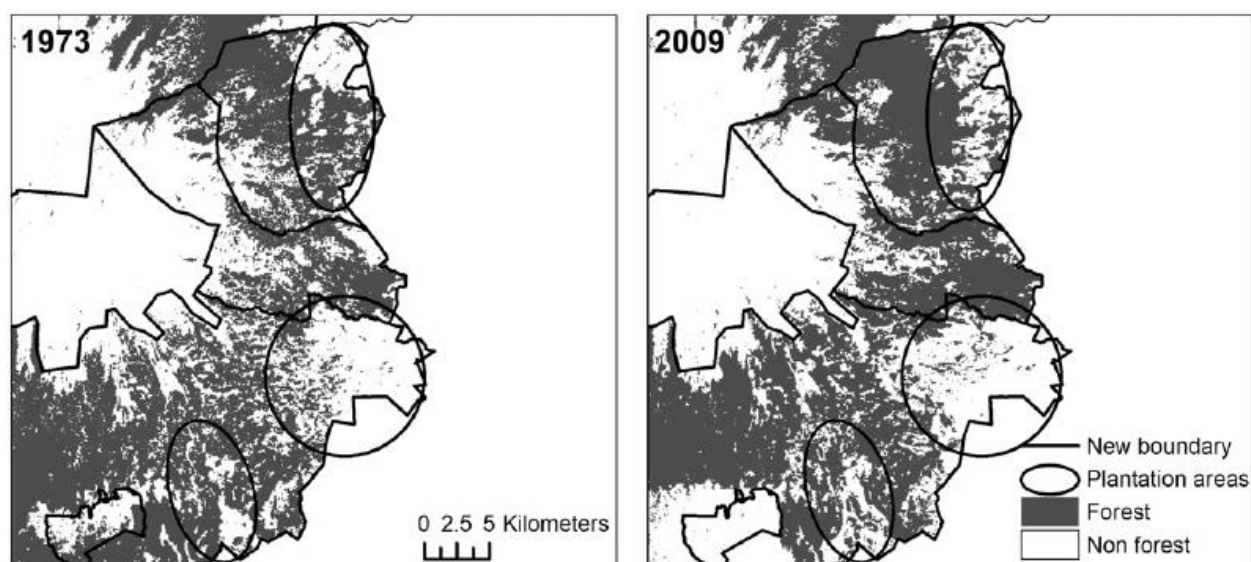 1973
0 2.5 5 Kilometers
2009
New boundary
Plantation areas
Forest
Non forest